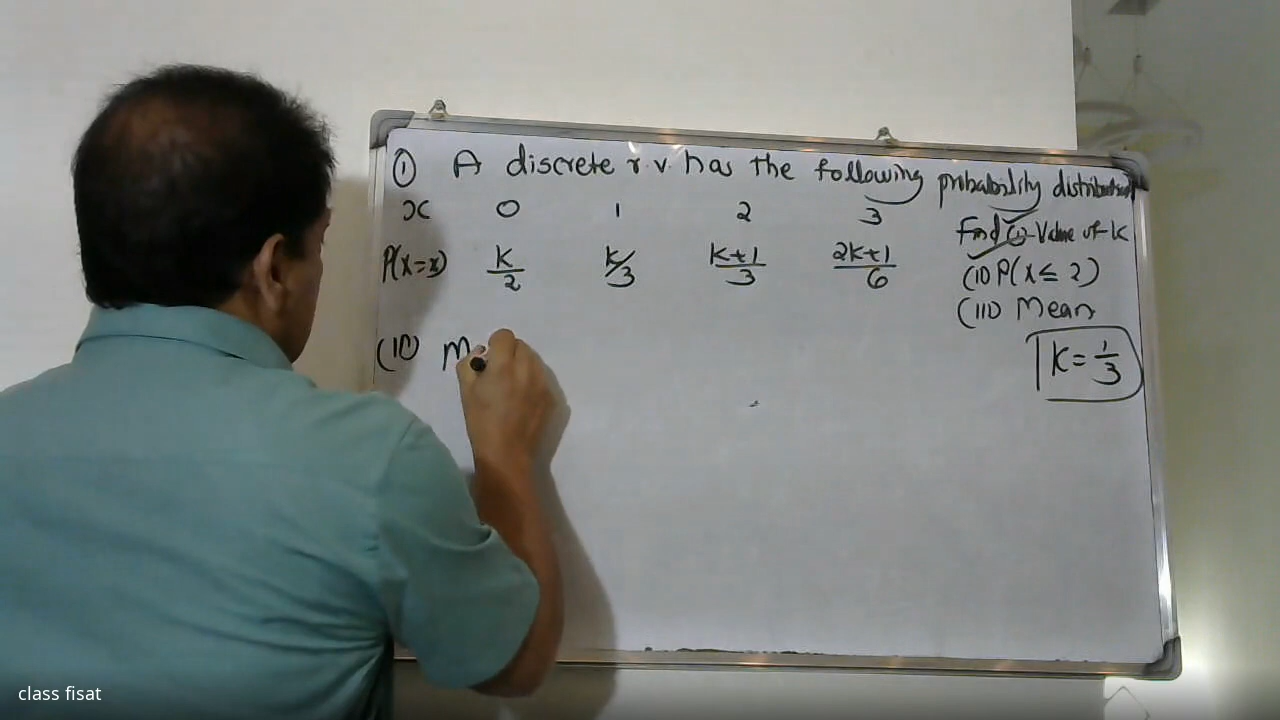 ① A discrete r.v has the following probability distribution
x 0 1 2 3
P(X=x) k/2 k/3 k+1/3 2k+1/6
Find (i) Value of k
(ii) P(x ≤ 2)
(iii) Mean
k = 1/3
(iii) m
class fisat